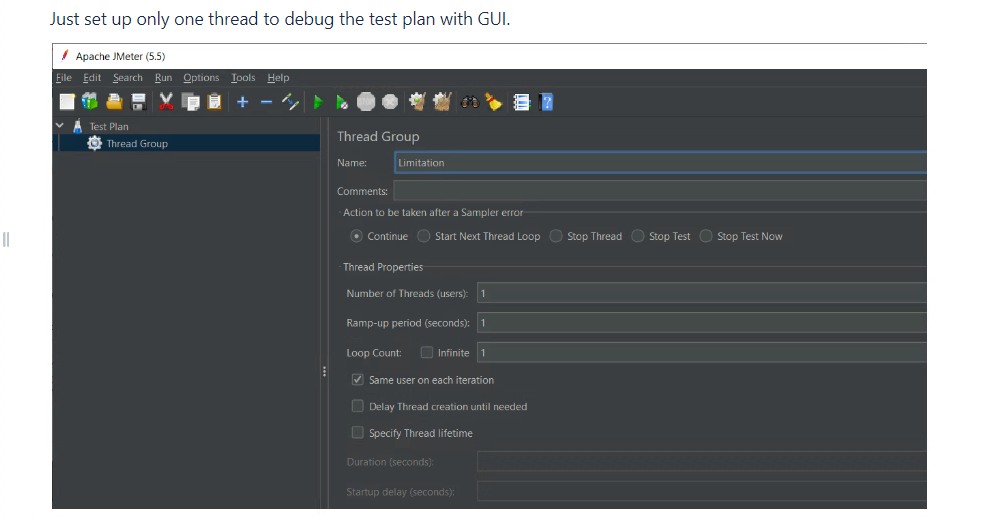 Just set up only one thread to debug the test plan with GUI.
Apache JMeter (5.5)
File Edit Search Run Options Tools Help
Test Plan
Thread Group
Thread Group
Name: Limitation
Comments:
Action to be taken after a Sampler error
Continue Start Next Thread Loop Stop Thread Stop Test Stop Test Now
Thread Properties
Number of Threads (users): 1
Ramp-up period (seconds): 1
Loop Count: Infinite 1
Same user on each iteration
Delay Thread creation until needed
Specify Thread lifetime
Duration (seconds):
Startup delay (seconds):